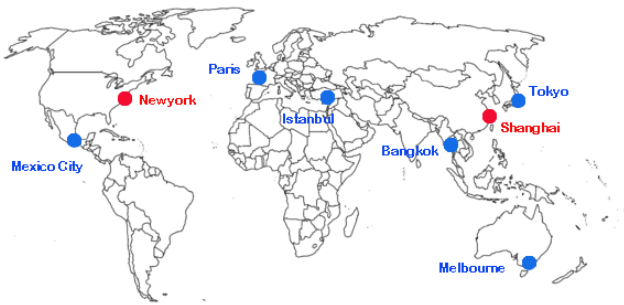 Paris
Tokyo
Newyork
Istanbul
Shanghai
Bangkok
Mexico City
Melbourne